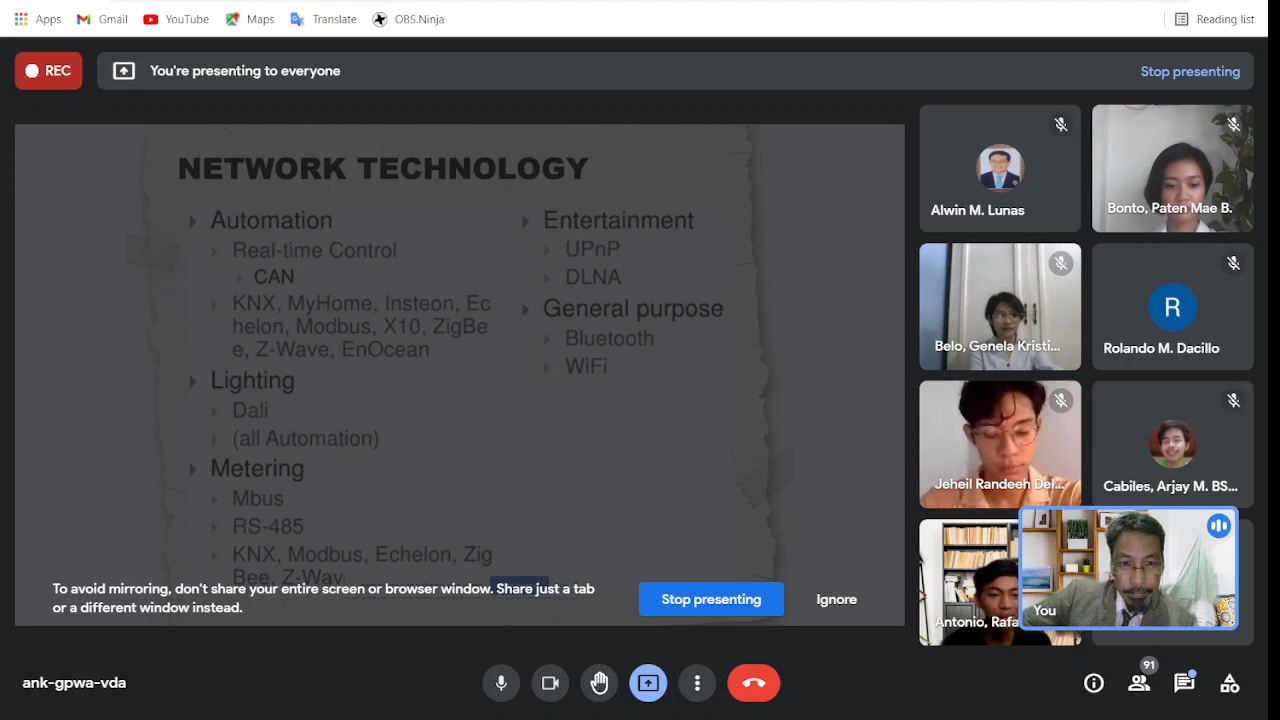 Apps Gmail YouTube Maps Translate OBS.Ninja Reading list
REC You're presenting to everyone Stop presenting
NETWORK TECHNOLOGY
Automation
Real-time Control
CAN
KNX, MyHome, Insteon, Ec
helon, Modbus, X10, ZigBe
e, Z-Wave, EnOcean
Lighting
Dali
(all Automation)
Metering
Mbus
RS-485
KNX, Modbus, Echelon, Zig
Bee, Z-Wav
Entertainment
UPnP
DLNA
General purpose
Bluetooth
WiFi
To avoid mirroring, don't share your entire screen or browser window. Share just a tab
or a different window instead.
Stop presenting Ignore
Alwin M. Lunas
Bonto, Paten Mae B.
Belo, Genela Kristi...
R
Rolando M. Dacillo
Jeheil Randeeh Del...
Cabiles, Arjay M. BS...
Antonio, Rafa
You
ank-gpwa-vda
91